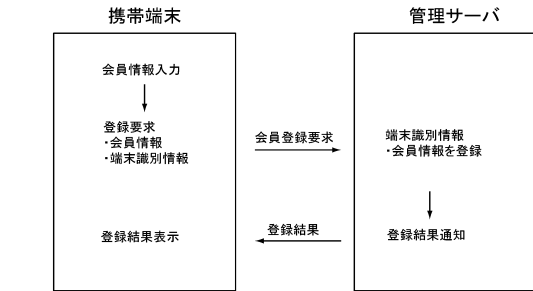 携帯端末
管理サーバ
会員情報入力
登録要求
・会員情報
・端末識別情報
会員登録要求
端末識別情報
・会員情報を登録
登録結果通知
登録結果
登録結果表示